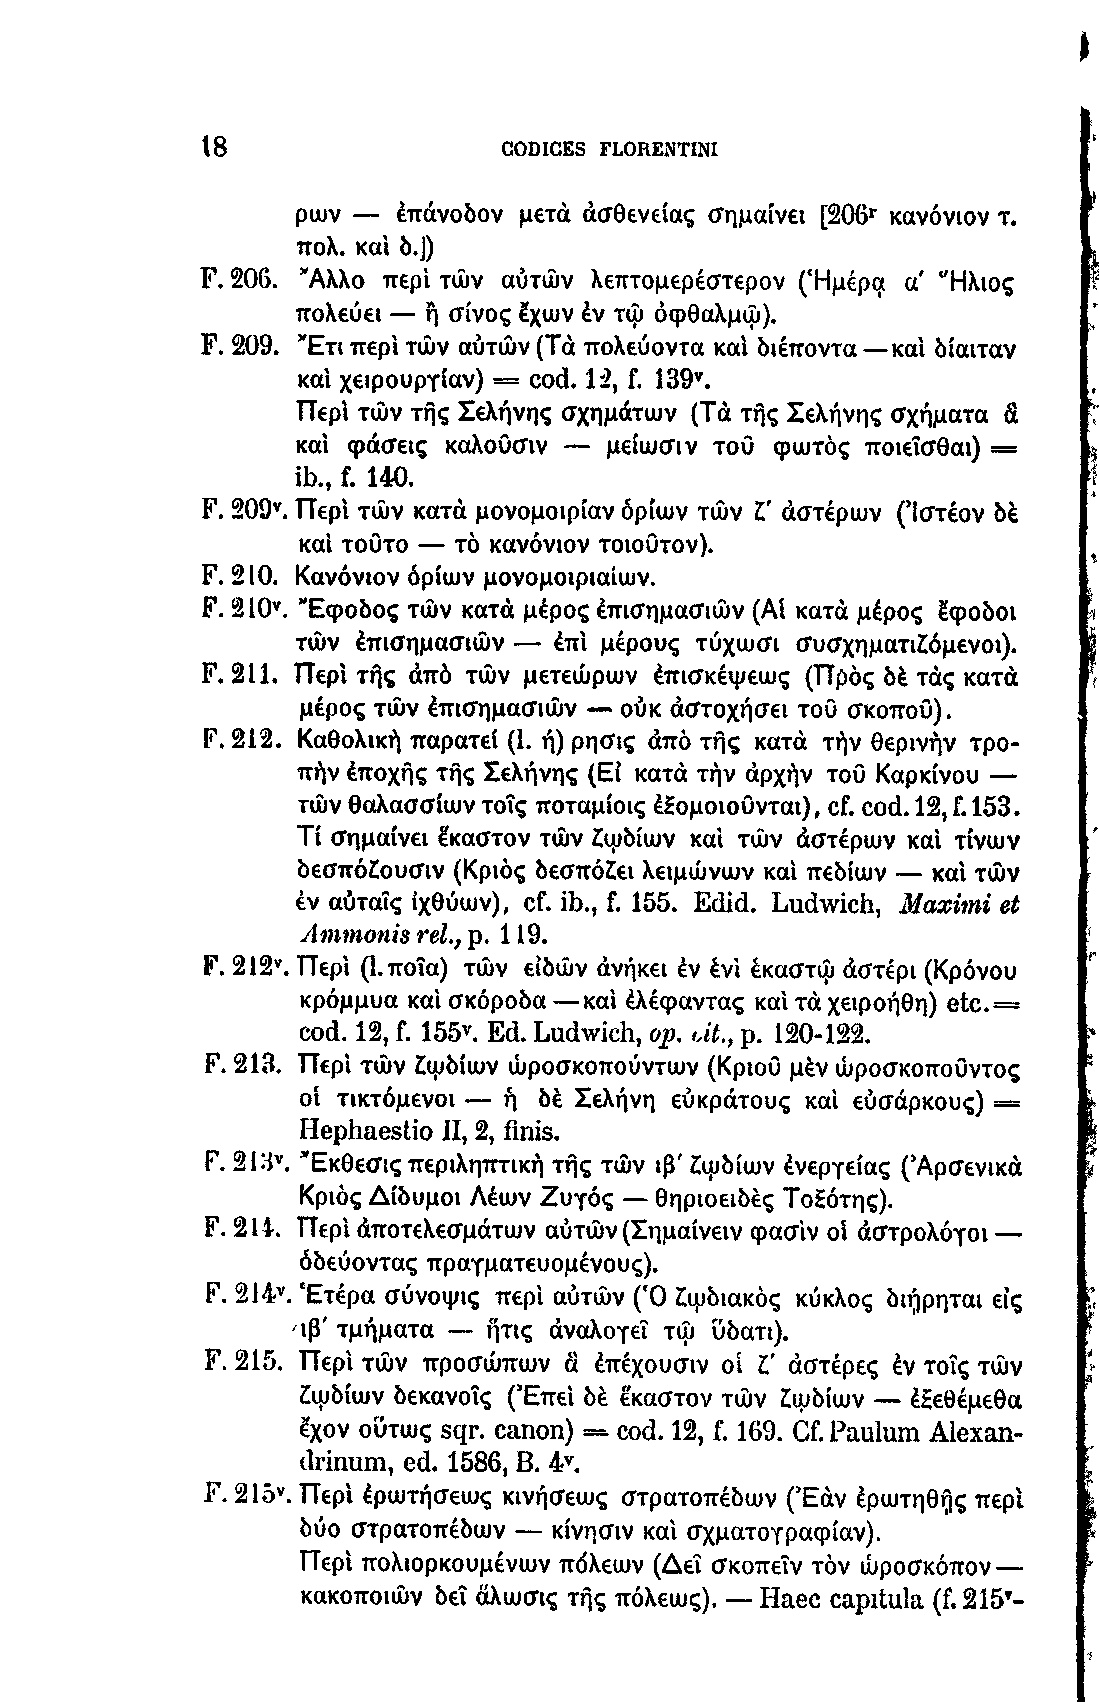 18 CODICES FLORENTINI
ρων — ἐπάνοδον μετὰ ἀσθενείας σημαίνει [206ʳ κανόνιον τ.
πολ. καὶ δ.])
F. 206. Ἄλλο περὶ τῶν αὐτῶν λεπτομερέστερον (Ἡμέρᾳ α′ Ἥλιος
πολεύει — ἢ σίνος ἔχων ἐν τῷ ὀφθαλμῷ).
F. 209. Ἔτι περὶ τῶν αὐτῶν (Τὰ πολεύοντα καὶ διέποντα — καὶ δίαιταν
καὶ χειρουργίαν) = cod. 12, f. 139ᵛ.
Περὶ τῶν τῆς Σελήνης σχημάτων (Τὰ τῆς Σελήνης σχήματα ἃ
καὶ φάσεις καλοῦσιν — μείωσιν τοῦ φωτὸς ποιεῖσθαι) =
ib., f. 140.
F. 209ᵛ. Περὶ τῶν κατὰ μονομοιρίαν ὁρίων τῶν ζ′ ἀστέρων (Ἰστέον δὲ
καὶ τοῦτο — τὸ κανόνιον τοιοῦτον).
F. 210. Κανόνιον ὁρίων μονομοιριαίων.
F. 210ᵛ. Ἔφοδος τῶν κατὰ μέρος ἐπισημασιῶν (Αἱ κατὰ μέρος ἔφοδοι
τῶν ἐπισημασιῶν — ἐπὶ μέρους τύχωσι συσχηματιζόμενοι).
F. 211. Περὶ τῆς ἀπὸ τῶν μετεώρων ἐπισκέψεως (Πρὸς δὲ τὰς κατὰ
μέρος τῶν ἐπισημασιῶν — οὐκ ἀστοχήσει τοῦ σκοποῦ).
F. 212. Καθολικὴ παρατεί (l. ή) ρησις ἀπὸ τῆς κατὰ τὴν θερινὴν τρο-
πὴν ἐποχῆς τῆς Σελήνης (Εἰ κατὰ τὴν ἀρχὴν τοῦ Καρκίνου —
τῶν θαλασσίων τοῖς ποταμίοις ἐξομοιοῦνται), cf. cod. 12, f. 153.
Τί σημαίνει ἕκαστον τῶν ζῳδίων καὶ τῶν ἀστέρων καὶ τίνων
δεσπόζουσιν (Κριὸς δεσπόζει λειμώνων καὶ πεδίων — καὶ τῶν
ἐν αὐταῖς ἰχθύων), cf. ib., f. 155. Edid. Ludwich, Maximi et
Ammonis rel., p. 119.
F. 212ᵛ. Περὶ (l. ποῖα) τῶν εἰδῶν ἀνήκει ἐν ἑνὶ ἑκαστῳ ἀστέρι (Κρόνου
κρόμμυα καὶ σκόροδα — καὶ ἐλέφαντας καὶ τὰ χειροήθη) etc. =
cod. 12, f. 155ᵛ. Ed. Ludwich, op. cit., p. 120-122.
F. 213. Περὶ τῶν ζῳδίων ὡροσκοπούντων (Κριοῦ μὲν ὡροσκοποῦντος
οἱ τικτόμενοι — ἡ δὲ Σελήνη εὐκράτους καὶ εὐσάρκους) =
Hephaestio II, 2, finis.
F. 213ᵛ. Ἔκθεσις περιληπτικὴ τῆς τῶν ιβ′ ζῳδίων ἐνεργείας (Ἀρσενικὰ
Κριὸς Δίδυμοι Λέων Ζυγός — θηριοειδὲς Τοξότης).
F. 214. Περὶ ἀποτελεσμάτων αὐτῶν (Σημαίνειν φασὶν οἱ ἀστρολόγοι —
ὁδεύοντας πραγματευομένους).
F. 214ᵛ. Ἑτέρα σύνοψις περὶ αὐτῶν (Ὁ ζῳδιακὸς κύκλος διῄρηται εἰς
ιβ′ τμήματα — ἥτις ἀναλογεῖ τῷ ὕδατι).
F. 215. Περὶ τῶν προσώπων ἃ ἐπέχουσιν οἱ ζ′ ἀστέρες ἐν τοῖς τῶν
ζῳδίων δεκανοῖς (Ἐπεὶ δὲ ἕκαστον τῶν ζῳδίων — ἐξεθέμεθα
ἔχον οὕτως sqr. canon) = cod. 12, f. 169. Cf. Paulum Alexan-
drinum, ed. 1586, B. 4ᵛ.
F. 215ᵛ. Περὶ ἐρωτήσεως κινήσεως στρατοπέδων (Ἐὰν ἐρωτηθῇς περὶ
δύο στρατοπέδων — κίνησιν καὶ σχματογραφίαν).
Περὶ πολιορκουμένων πόλεων (Δεῖ σκοπεῖν τὸν ὡροσκόπον —
κακοποιῶν δεῖ ἅλωσις τῆς πόλεως). — Haec capitula (f. 215ᵛ-